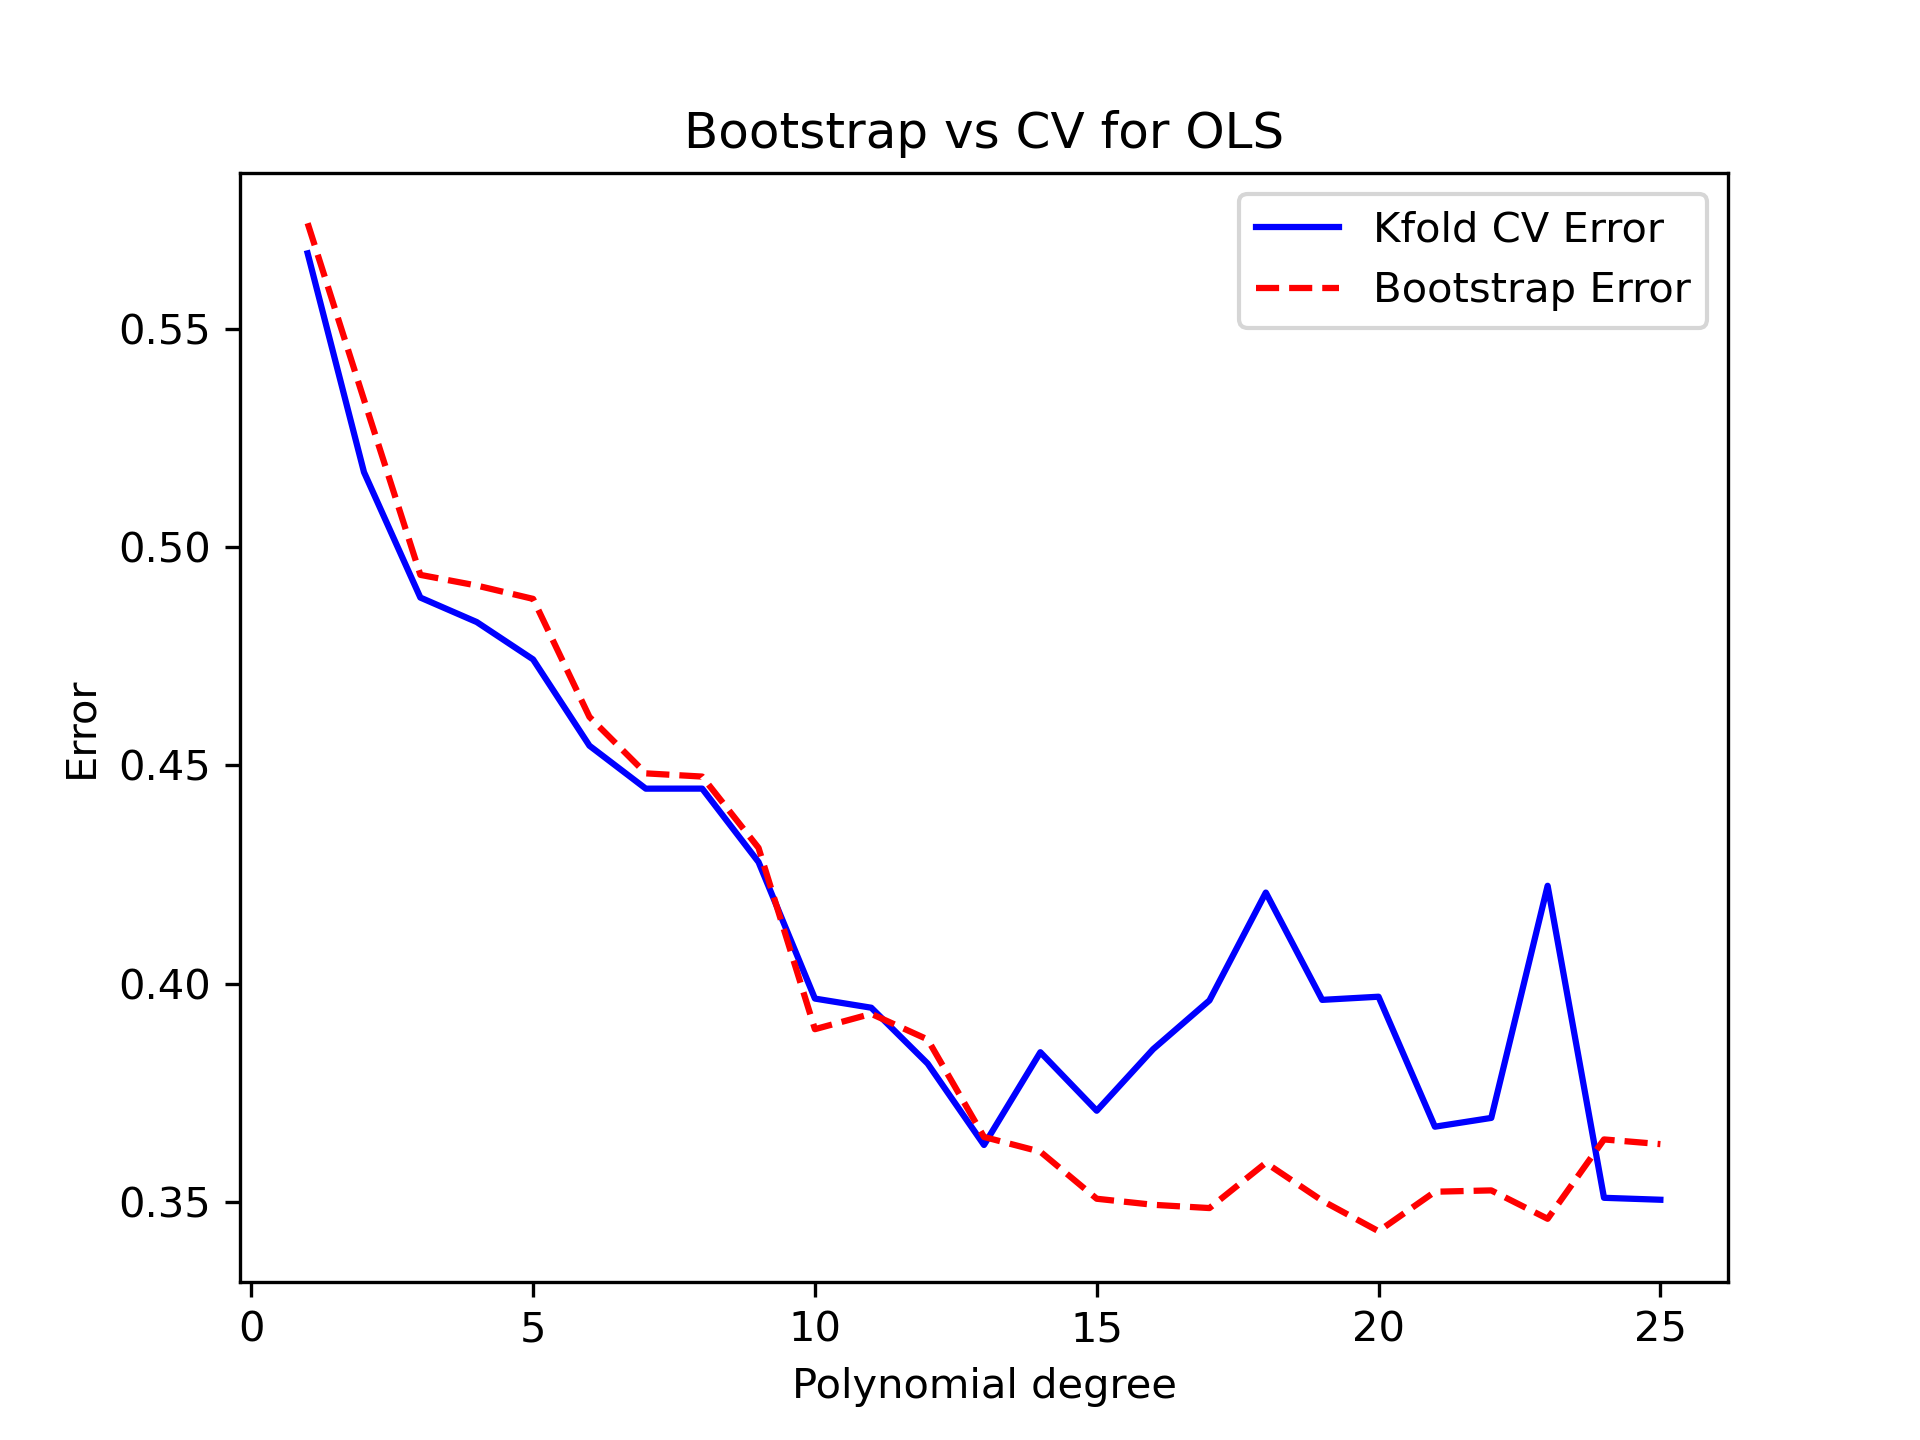 Bootstrap vs CV for OLS
Kfold CV Error
Bootstrap Error
Error
0.55
0.50
0.45
0.40
0.35
0 5 10 15 20 25
Polynomial degree